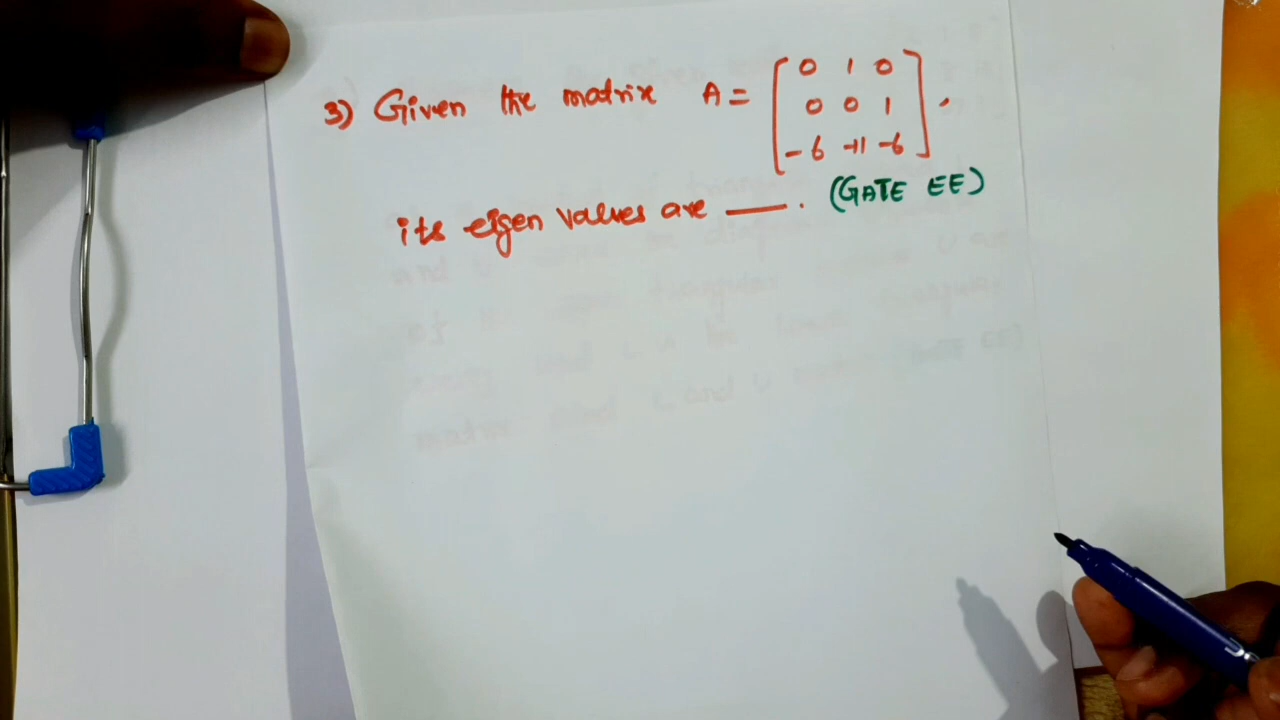 3) Given the matrix A = [ 0 1 0
0 0 1
-6 -11 -6 ] .
its eigen values are ___ . (GATE EE)